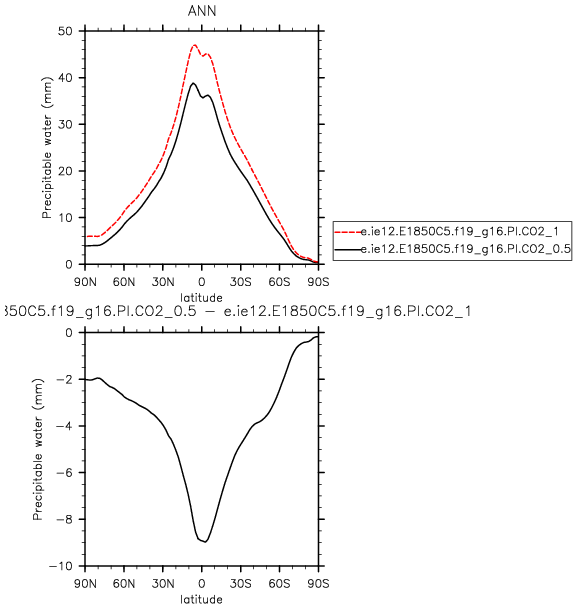 ANN
Precipitable water (mm)
50
40
30
20
10
0
90N 60N 30N 0 30S 60S 90S
latitude
e.ie12.E1850C5.f19_g16.PI.CO2_1
e.ie12.E1850C5.f19_g16.PI.CO2_0.5
350C5.f19_g16.PI.CO2_0.5 − e.ie12.E1850C5.f19_g16.PI.CO2_1
Precipitable water (mm)
0
−2
−4
−6
−8
−10
90N 60N 30N 0 30S 60S 90S
latitude